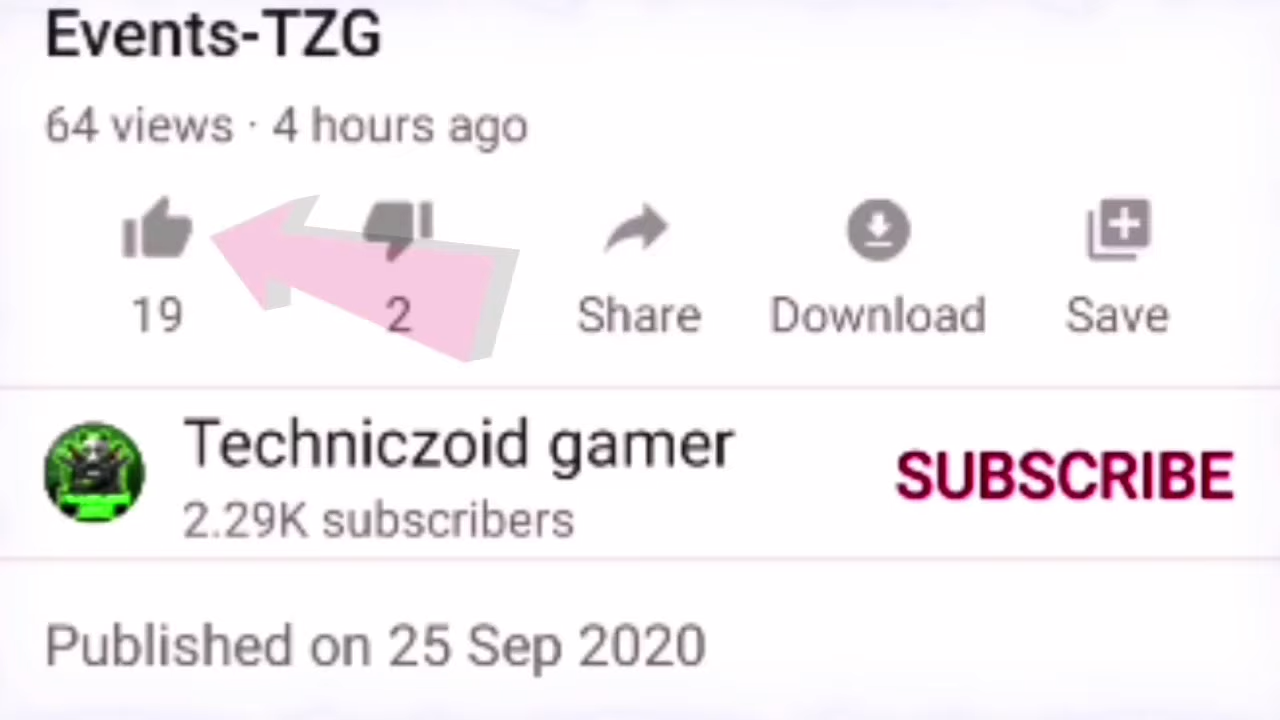 Events-TZG
64 views · 4 hours ago
19
2
Share
Download
Save
Techniczoid gamer
SUBSCRIBE
2.29K subscribers
Published on 25 Sep 2020